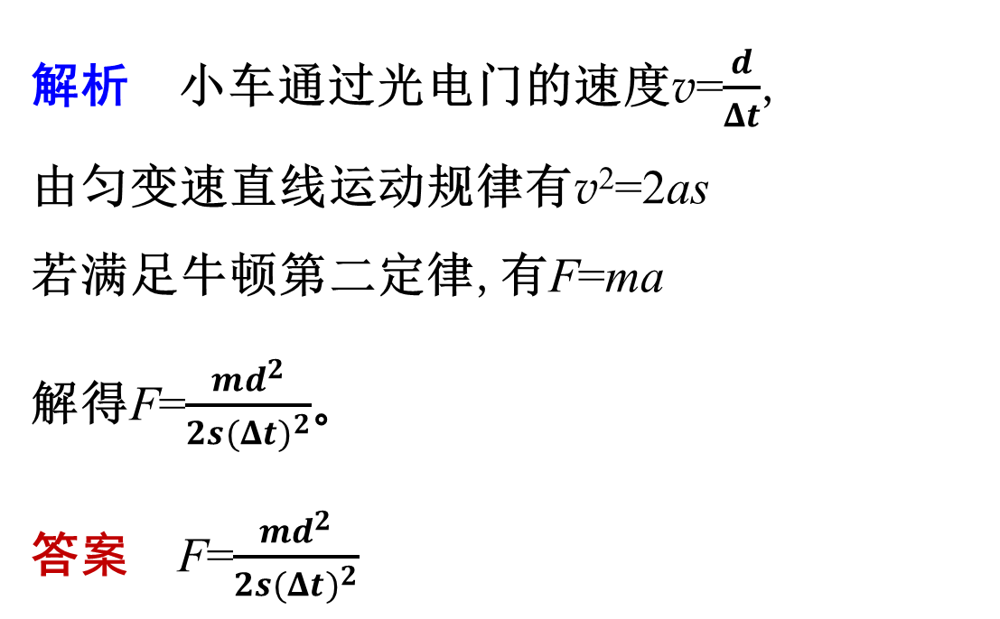 解析 小车通过光电门的速度v=d/Δt,
由匀变速直线运动规律有v²=2as
若满足牛顿第二定律,有F=ma
解得F=md²/2s(Δt)²。
答案 F=md²/2s(Δt)²